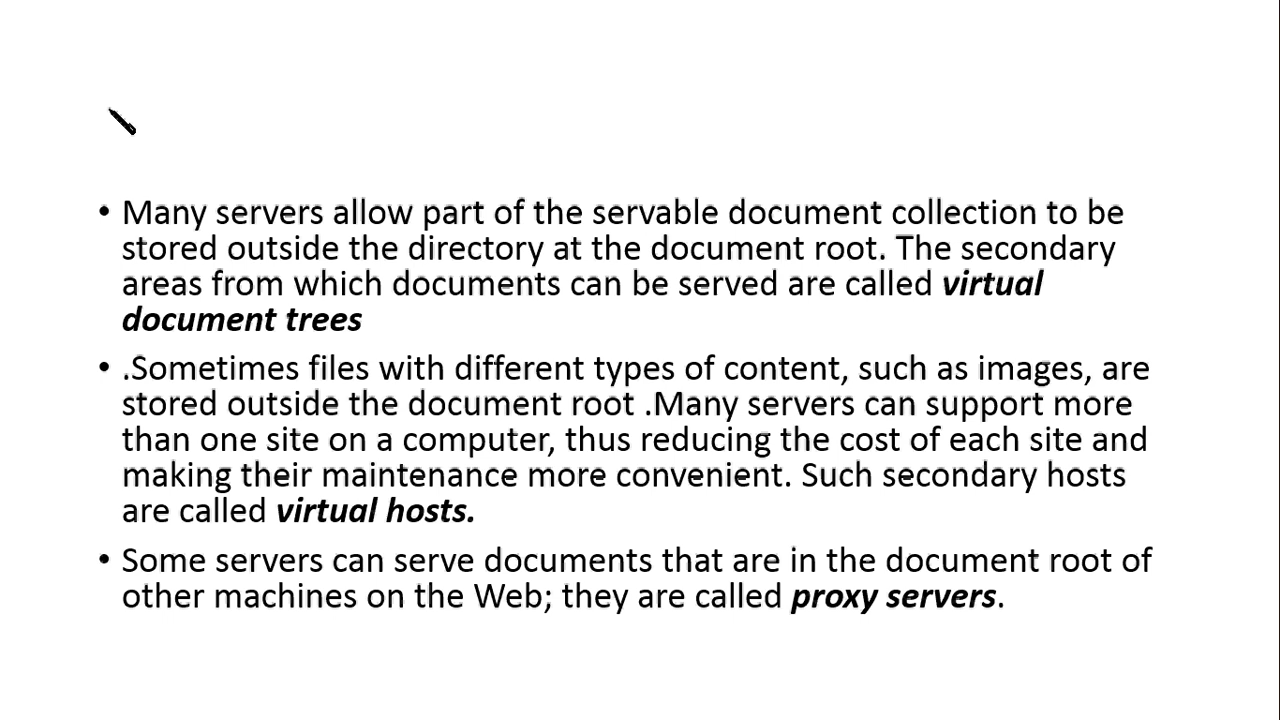 • Many servers allow part of the servable document collection to be
stored outside the directory at the document root. The secondary
areas from which documents can be served are called virtual
document trees
• .Sometimes files with different types of content, such as images, are
stored outside the document root .Many servers can support more
than one site on a computer, thus reducing the cost of each site and
making their maintenance more convenient. Such secondary hosts
are called virtual hosts.
• Some servers can serve documents that are in the document root of
other machines on the Web; they are called proxy servers.